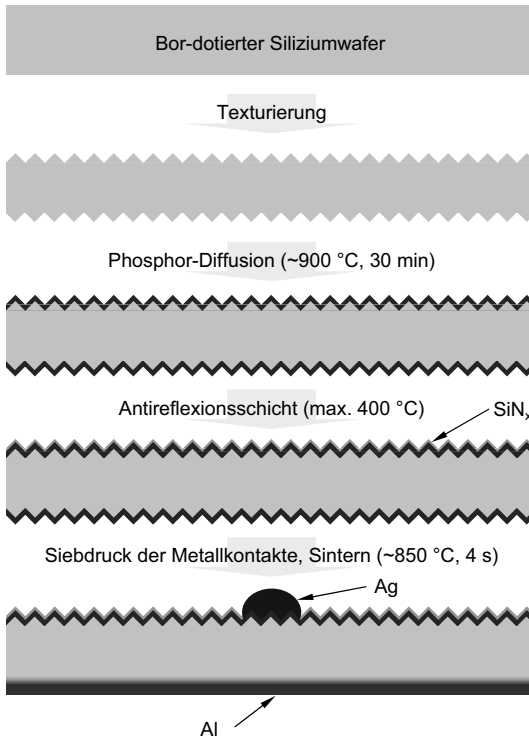 Bor-dotierter Siliziumwafer
Texturierung
Phosphor-Diffusion (~900 °C, 30 min)
Antireflexionsschicht (max. 400 °C)
SiNx
Siebdruck der Metallkontakte, Sintern (~850 °C, 4 s)
Ag
Al